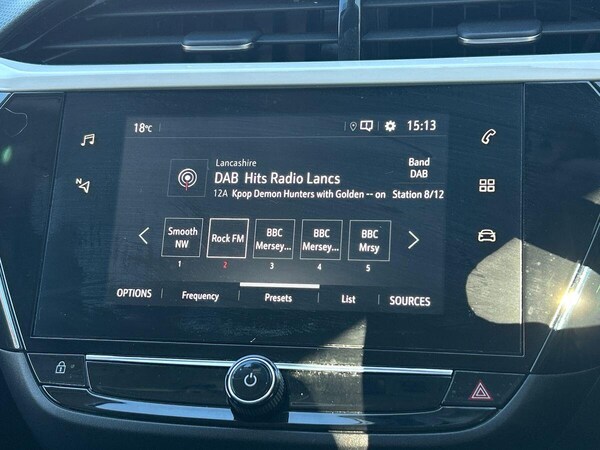 18°C
15:13
Lancashire
DAB Hits Radio Lancs
12A Kpop Demon Hunters with Golden -- on
Band
DAB
Station 8/12
Smooth
NW
1
Rock FM
2
BBC
Mersey...
3
BBC
Mersey...
4
BBC
Mrsy
5
OPTIONS
Frequency
Presets
List
SOURCES
N